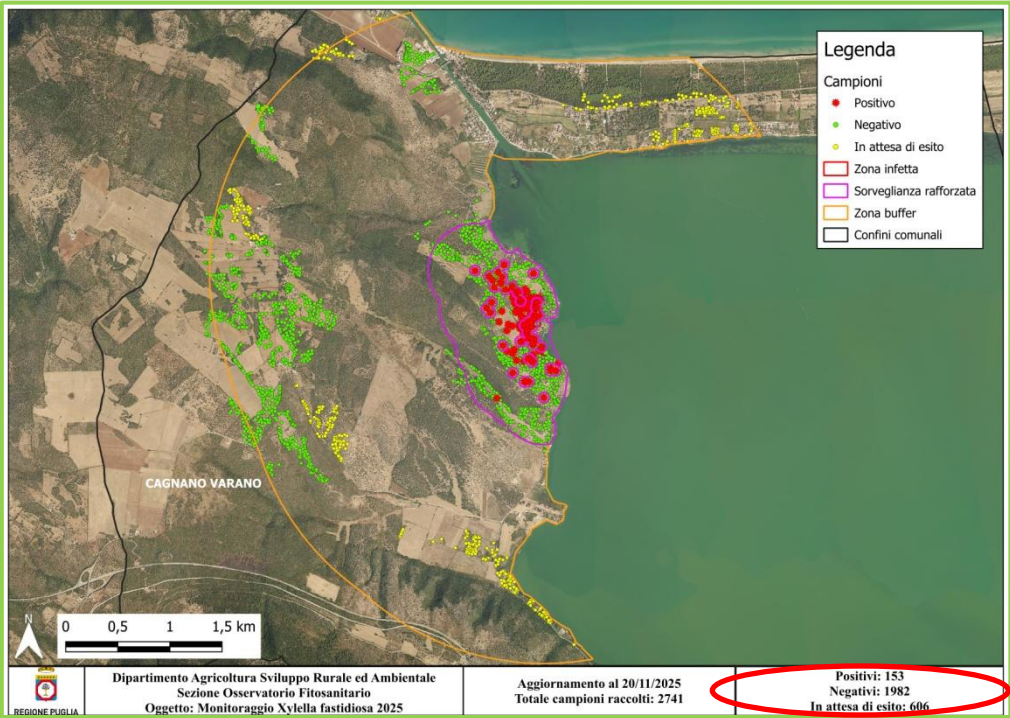 Legenda
Campioni
Positivo
Negativo
In attesa di esito
Zona infetta
Sorveglianza rafforzata
Zona buffer
Confini comunali
CAGNANO VARANO
N
0 0,5 1 1,5 km
REGIONE PUGLIA
Dipartimento Agricoltura Sviluppo Rurale ed Ambientale
Sezione Osservatorio Fitosanitario
Oggetto: Monitoraggio Xylella fastidiosa 2025
Aggiornamento al 20/11/2025
Totale campioni raccolti: 2741
Positivi: 153
Negativi: 1982
In attesa di esito: 606